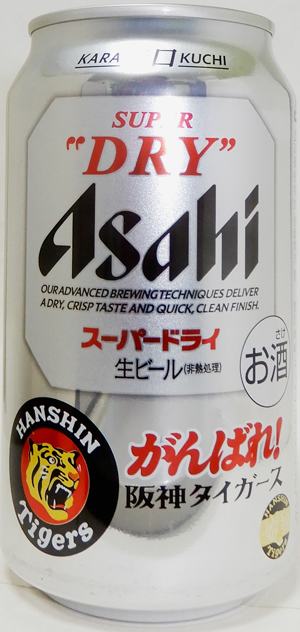 KARA 口 KUCHI
SUPER
"DRY"
Asahi
OUR ADVANCED BREWING TECHNIQUES DELIVER
A DRY, CRISP TASTE AND QUICK, CLEAN FINISH.
スーパードライ
生ビール(非熱処理)
さけ
お酒
HANSHIN
Tigers
がんばれ!
阪神タイガース